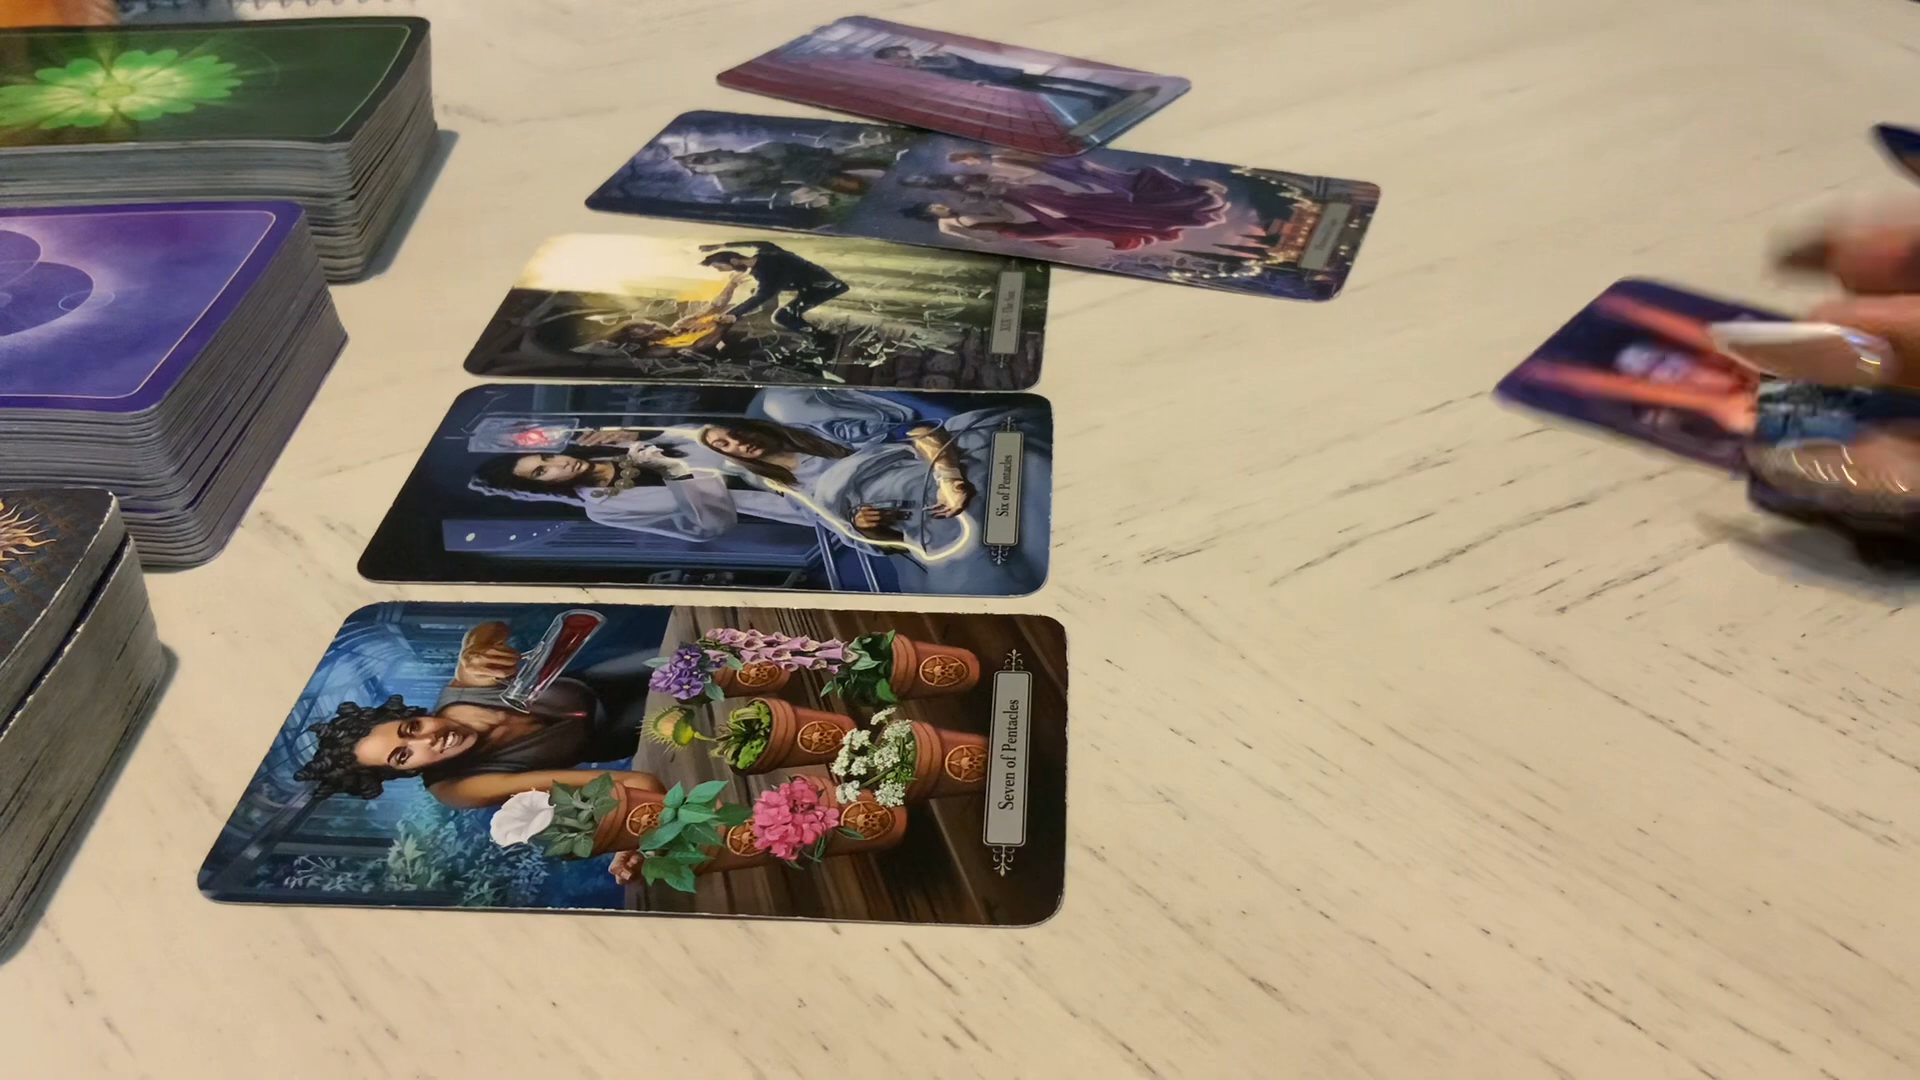 XIX · The Sun
Six of Pentacles
Seven of Pentacles